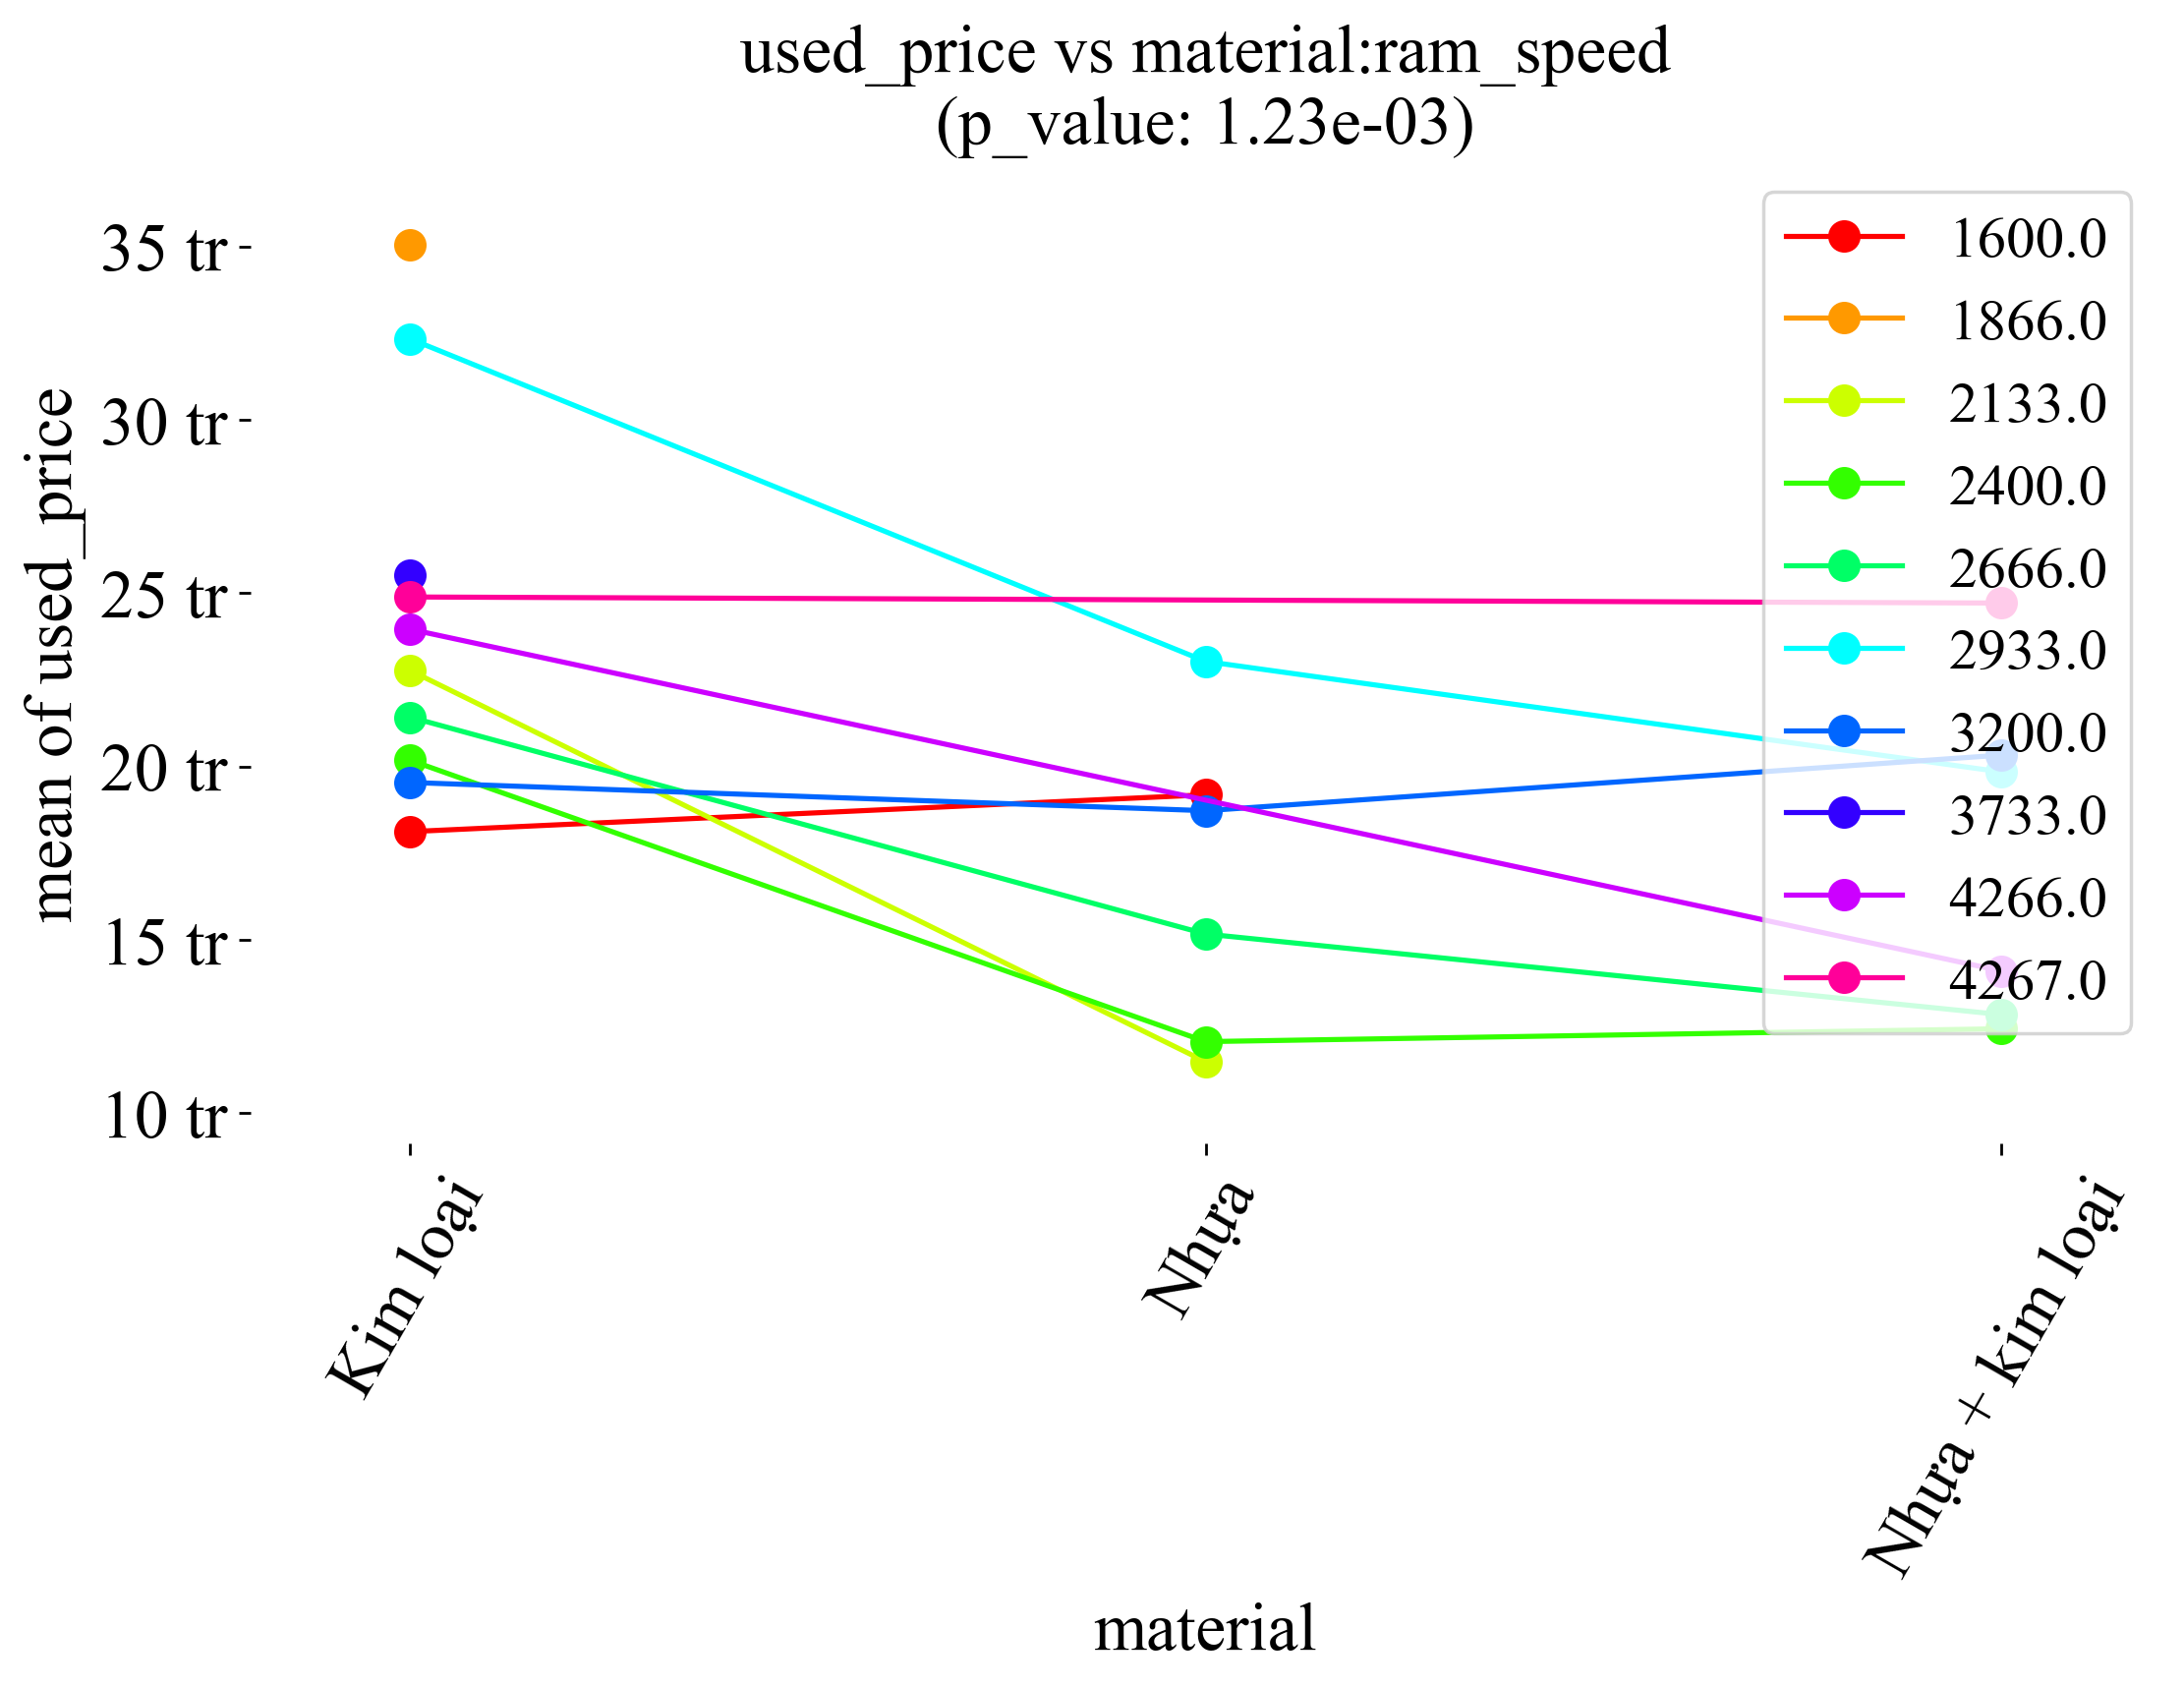 used_price vs material:ram_speed
(p_value: 1.23e-03)
mean of used_price
35 tr
30 tr
25 tr
20 tr
15 tr
10 tr
1600.0
1866.0
2133.0
2400.0
2666.0
2933.0
3200.0
3733.0
4266.0
4267.0
Kim loại
Nhựa
Nhựa + kim loại
material